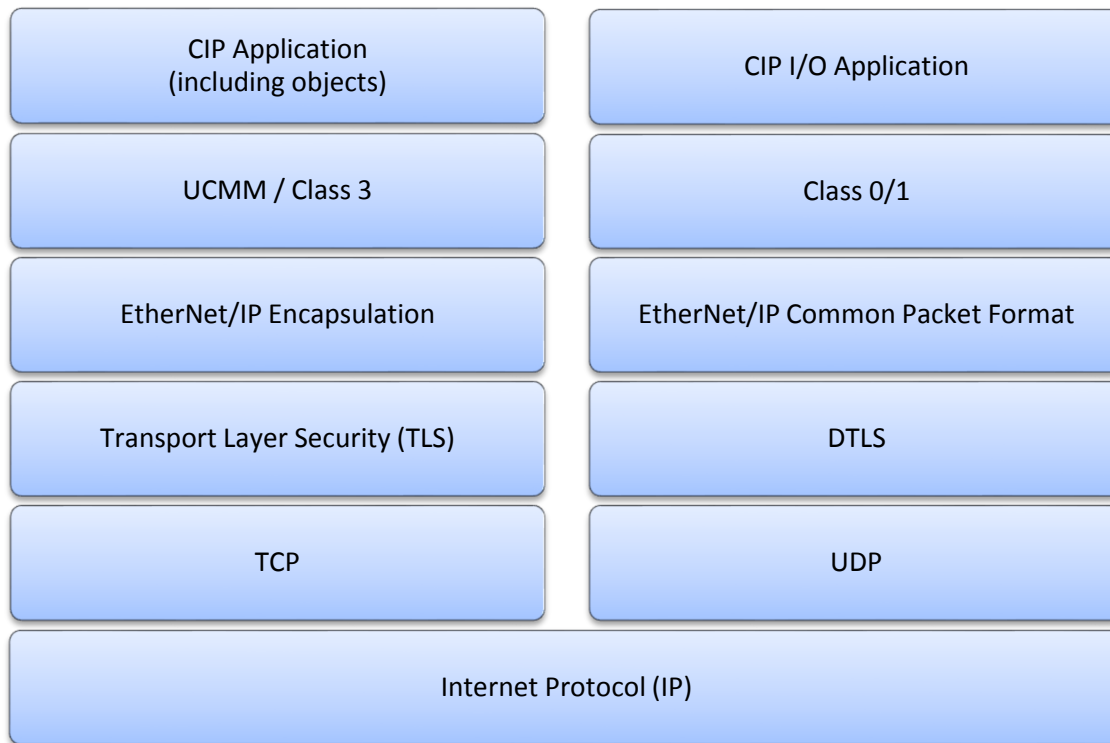 CIP Application
(including objects)
CIP I/O Application
UCMM / Class 3
Class 0/1
EtherNet/IP Encapsulation
EtherNet/IP Common Packet Format
Transport Layer Security (TLS)
DTLS
TCP
UDP
Internet Protocol (IP)